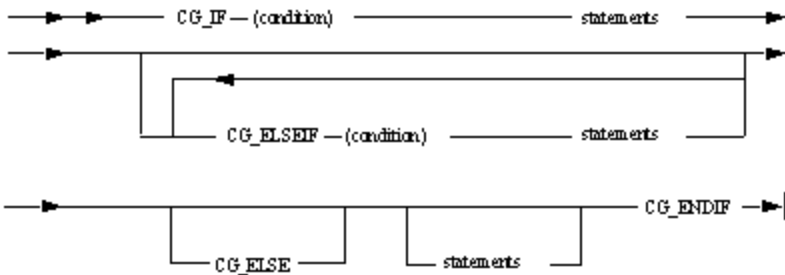 CG_IF — (condition) statements
CG_ELSEIF — (condition) statements
CG_ENDIF
CG_ELSE statements